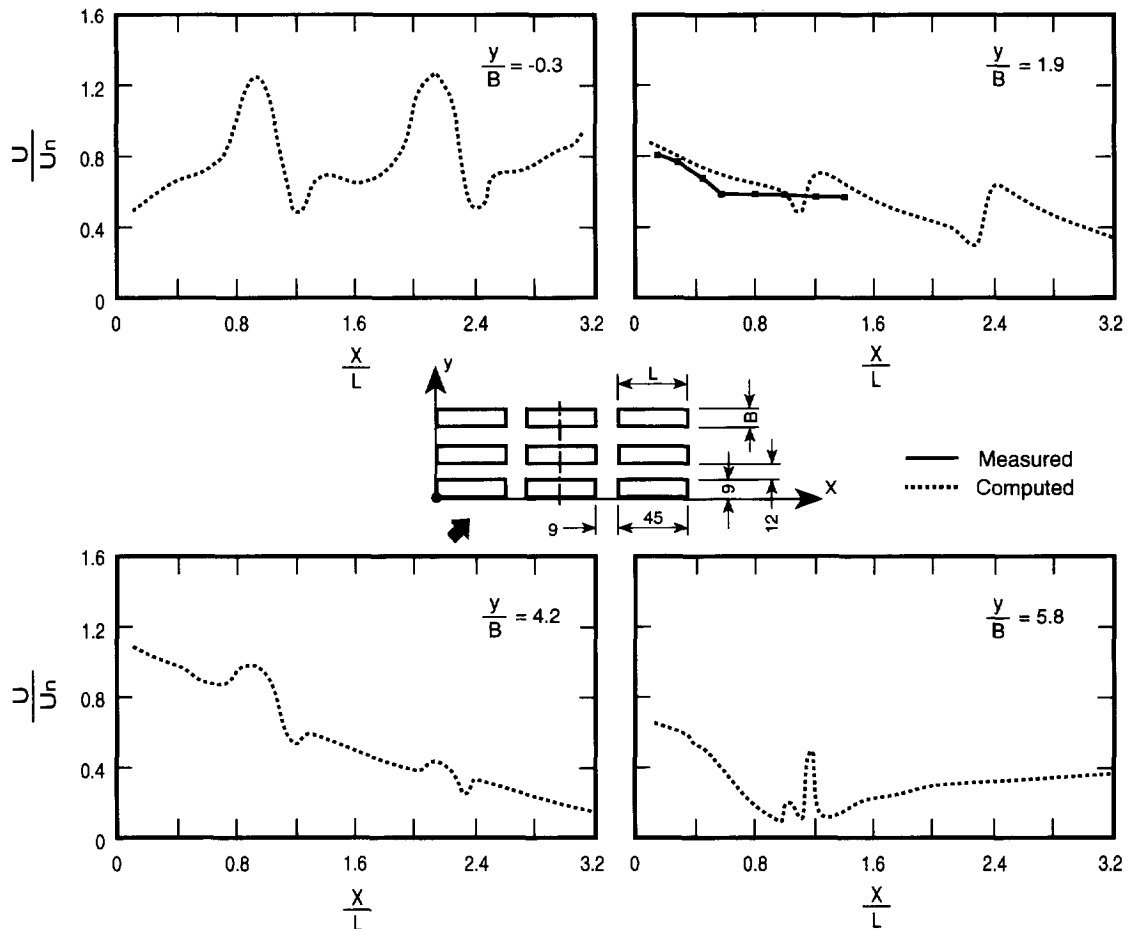 1.6
1.2
0.8
0.4
0
U
Un
y
B = -0.3
0 0.8 1.6 2.4 3.2
X
L
y
B = 1.9
0 0.8 1.6 2.4 3.2
X
L
y
L
B
X
9
12
9
45
Measured
Computed
1.6
1.2
0.8
0.4
0
U
Un
y
B = 4.2
0 0.8 1.6 2.4 3.2
X
L
y
B = 5.8
0 0.8 1.6 2.4 3.2
X
L